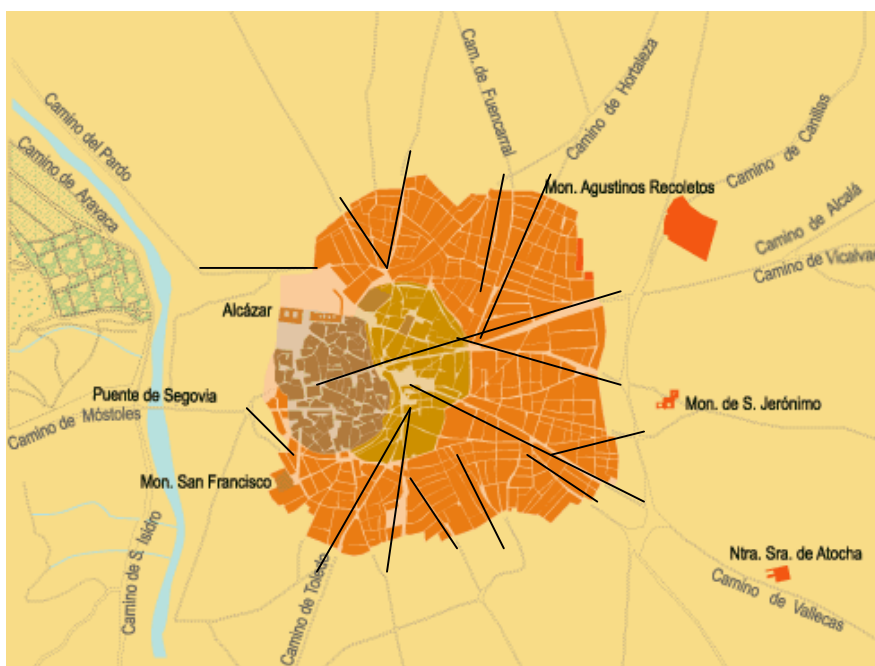 Cam. de Fuencarral
Camino de Hortaleza
Camino del Pardo
Camino de Aravaca
Camino de Canillas
Mon. Agustinos Recoletos
Camino de Alcalá
Camino de Vicalva
Alcázar
Puente de Segovia
Camino de Móstoles
Mon. de S. Jerónimo
Mon. San Francisco
Camino de S. Isidro
Camino de Toledo
Ntra. Sra. de Atocha
Camino de Vallecas